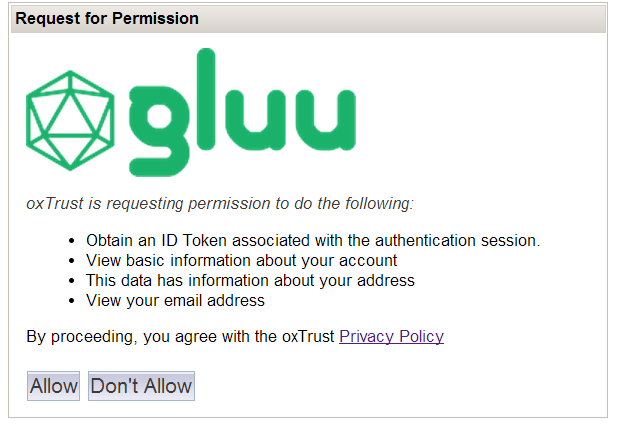 Request for Permission
gluu
oxTrust is requesting permission to do the following:
Obtain an ID Token associated with the authentication session.
View basic information about your account
This data has information about your address
View your email address
By proceeding, you agree with the oxTrust Privacy Policy
Allow Don't Allow